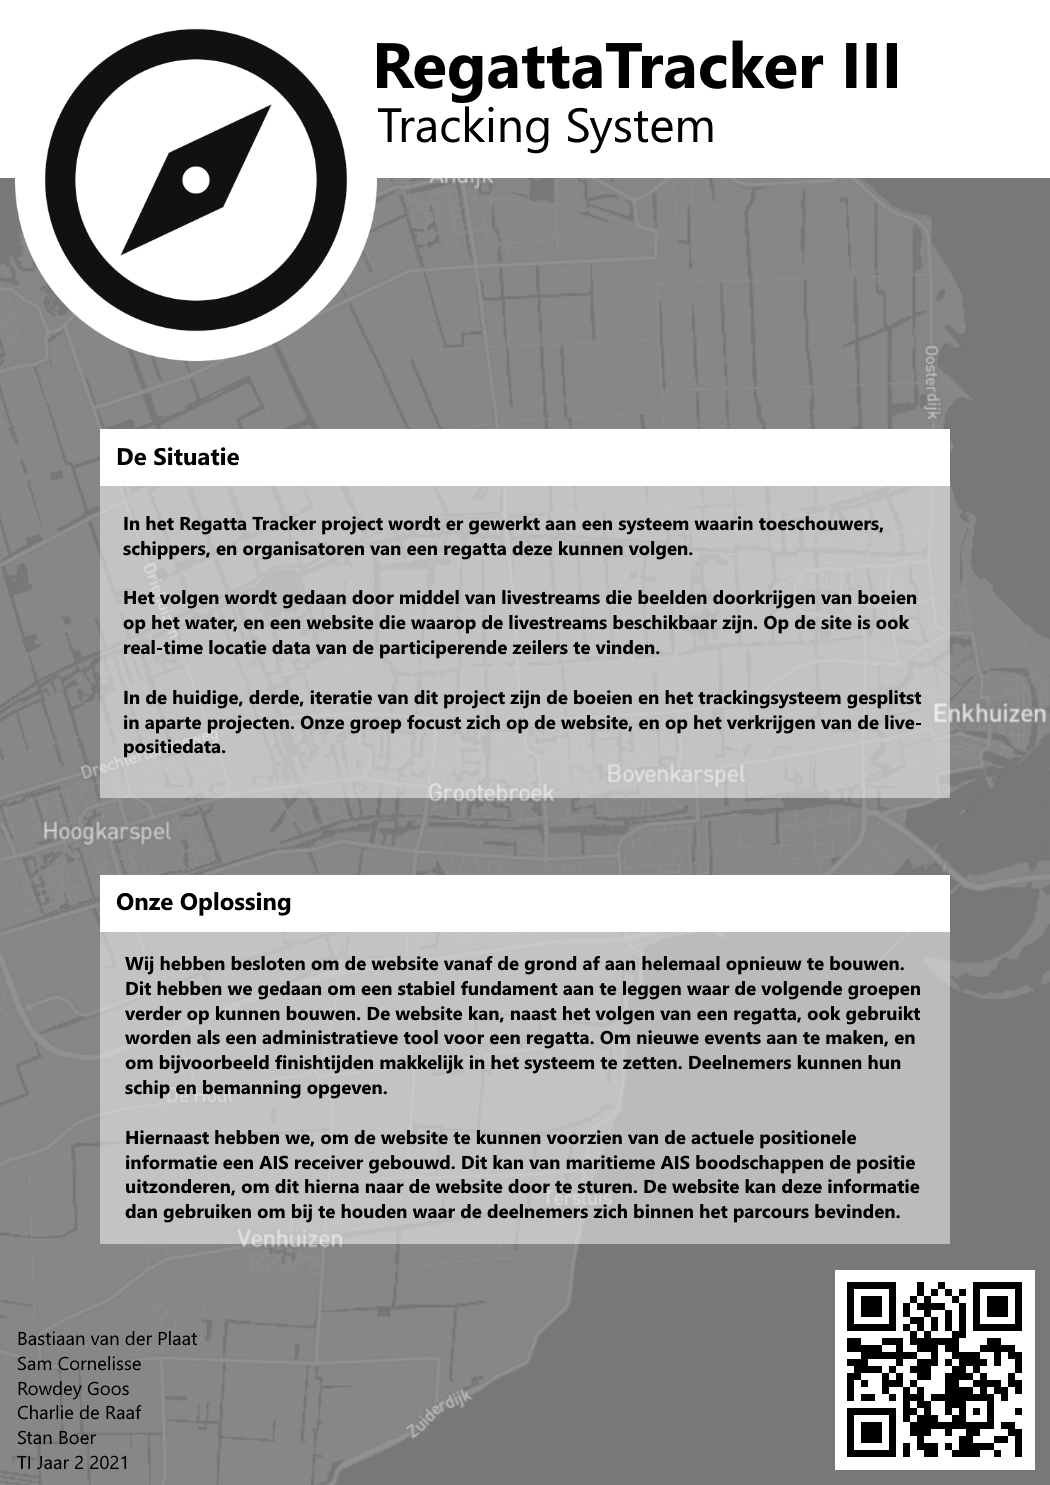 RegattaTracker III
Tracking System
Oosterdijk
De Situatie
In het Regatta Tracker project wordt er gewerkt aan een systeem waarin toeschouwers,
schippers, en organisatoren van een regatta deze kunnen volgen.
Het volgen wordt gedaan door middel van livestreams die beelden doorkrijgen van boeien
op het water, en een website die waarop de livestreams beschikbaar zijn. Op de site is ook
real-time locatie data van de participerende zeilers te vinden.
In de huidige, derde, iteratie van dit project zijn de boeien en het trackingsysteem gesplitst
in aparte projecten. Onze groep focust zich op de website, en op het verkrijgen van de live-
positiedata.
Enkhuizen
Bovenkarspel
Grootebroek
Hoogkarspel
Onze Oplossing
Wij hebben besloten om de website vanaf de grond af aan helemaal opnieuw te bouwen.
Dit hebben we gedaan om een stabiel fundament aan te leggen waar de volgende groepen
verder op kunnen bouwen. De website kan, naast het volgen van een regatta, ook gebruikt
worden als een administratieve tool voor een regatta. Om nieuwe events aan te maken, en
om bijvoorbeeld finishtijden makkelijk in het systeem te zetten. Deelnemers kunnen hun
schip en bemanning opgeven.
Hiernaast hebben we, om de website te kunnen voorzien van de actuele positionele
informatie een AIS receiver gebouwd. Dit kan van maritieme AIS boodschappen de positie
uitzonderen, om dit hierna naar de website door te sturen. De website kan deze informatie
dan gebruiken om bij te houden waar de deelnemers zich binnen het parcours bevinden.
Tersluis
Venhuizen
Zuiderdijk
Bastiaan van der Plaat
Sam Cornelisse
Rowdey Goos
Charlie de Raaf
Stan Boer
TI Jaar 2 2021